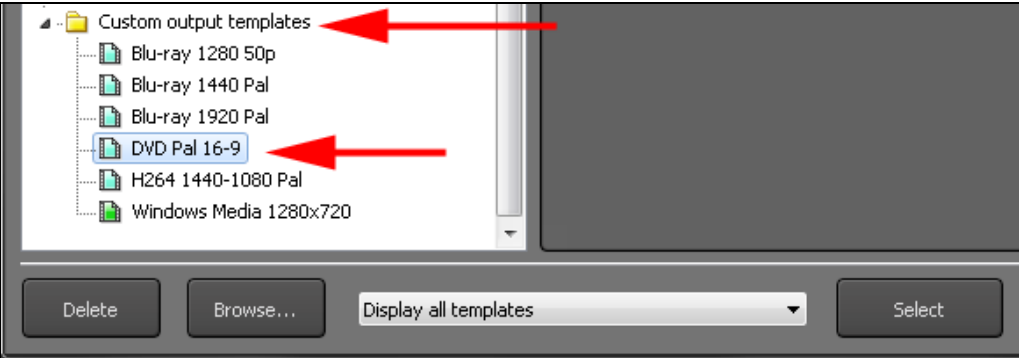 Custom output templates
Blu-ray 1280 50p
Blu-ray 1440 Pal
Blu-ray 1920 Pal
DVD Pal 16-9
H264 1440-1080 Pal
Windows Media 1280x720
Delete Browse... Display all templates Select